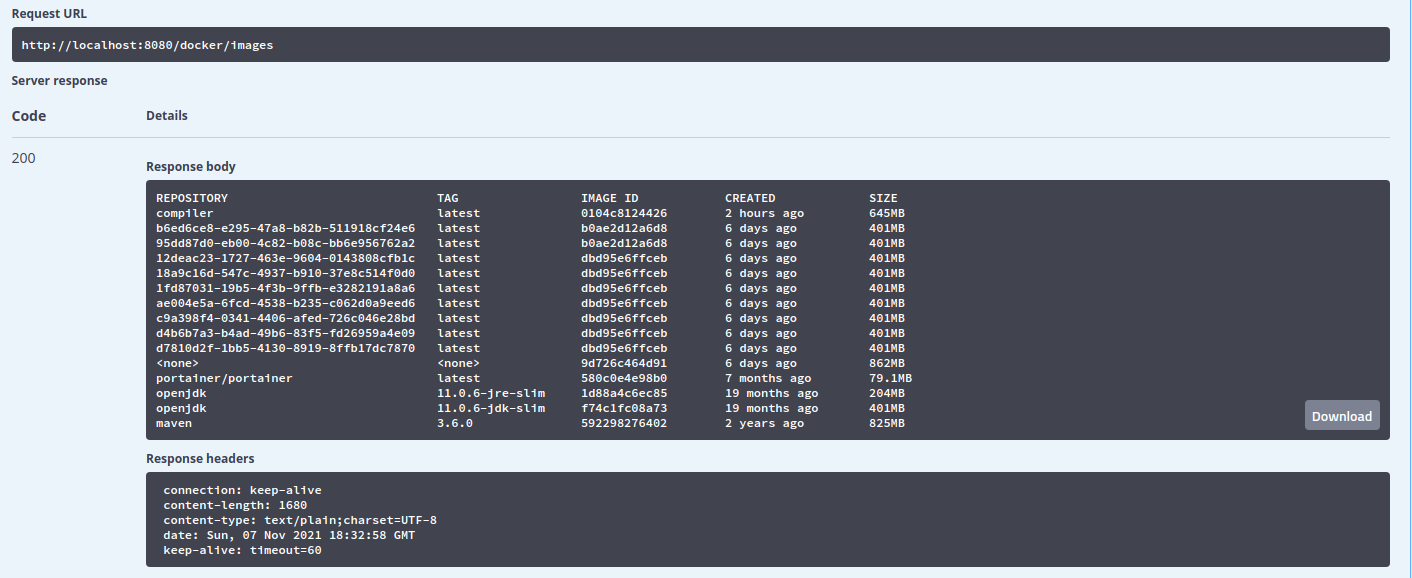 Request URL
http://localhost:8080/docker/images
Server response
Code Details
200
Response body
REPOSITORY TAG IMAGE ID CREATED SIZE
compiler latest 0104c8124426 2 hours ago 645MB
b6ed6ce8-e295-47a8-b82b-511918cf24e6 latest b0ae2d12a6d8 6 days ago 401MB
95dd87d0-eb00-4c82-b08c-bb6e956762a2 latest b0ae2d12a6d8 6 days ago 401MB
12deac23-1727-463e-9604-0143808cfb1c latest dbd95e6ffceb 6 days ago 401MB
18a9c16d-547c-4937-b910-37e8c514f0d0 latest dbd95e6ffceb 6 days ago 401MB
1fd87031-19b5-4f3b-9ffb-e3282191a8a6 latest dbd95e6ffceb 6 days ago 401MB
ae004e5a-6fcd-4538-b235-c062d0a9eed6 latest dbd95e6ffceb 6 days ago 401MB
c9a398f4-0341-4406-afed-726c046e28bd latest dbd95e6ffceb 6 days ago 401MB
d4b6b7a3-b4ad-49b6-83f5-fd26959a4e09 latest dbd95e6ffceb 6 days ago 401MB
d7810d2f-1bb5-4130-8919-8ffb17dc7870 latest dbd95e6ffceb 6 days ago 401MB
<none> <none> 9d726c464d91 6 days ago 862MB
portainer/portainer latest 580c0e4e98b0 7 months ago 79.1MB
openjdk 11.0.6-jre-slim 1d88a4c6ec85 19 months ago 204MB
openjdk 11.0.6-jdk-slim f74c1fc08a73 19 months ago 401MB
maven 3.6.0 592298276402 2 years ago 825MB
Download
Response headers
connection: keep-alive
content-length: 1680
content-type: text/plain;charset=UTF-8
date: Sun, 07 Nov 2021 18:32:58 GMT
keep-alive: timeout=60